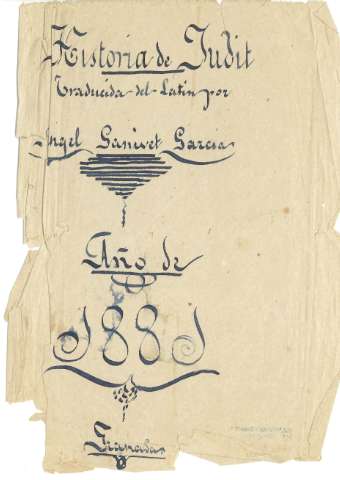 Historia de Judit
Traducida del Latin por
Angel Ganivet Garcia
Año de
1881
Granada